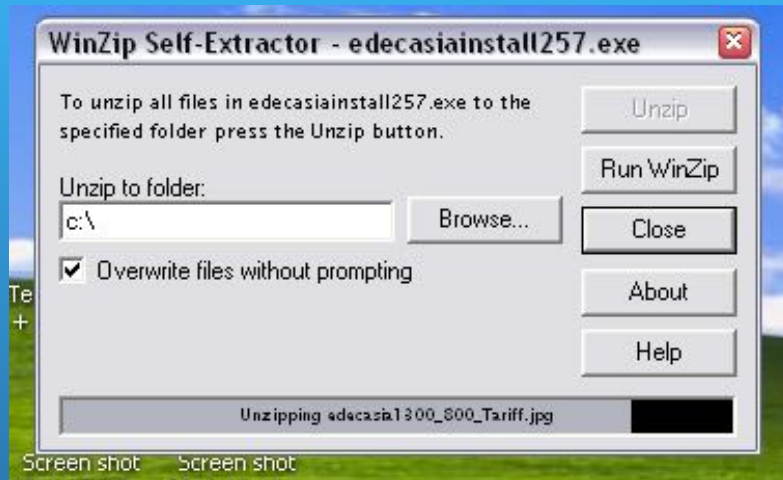 WinZip Self-Extractor - edecasiainstall257.exe
To unzip all files in edecasiainstall257.exe to the
specified folder press the Unzip button.
Unzip to folder:
c:\
Browse...
Overwrite files without prompting
Unzip
Run WinZip
Close
About
Help
Unzipping edecasia1300_800_Tariff.jpg
Te
+
Screen shot
Screen shot